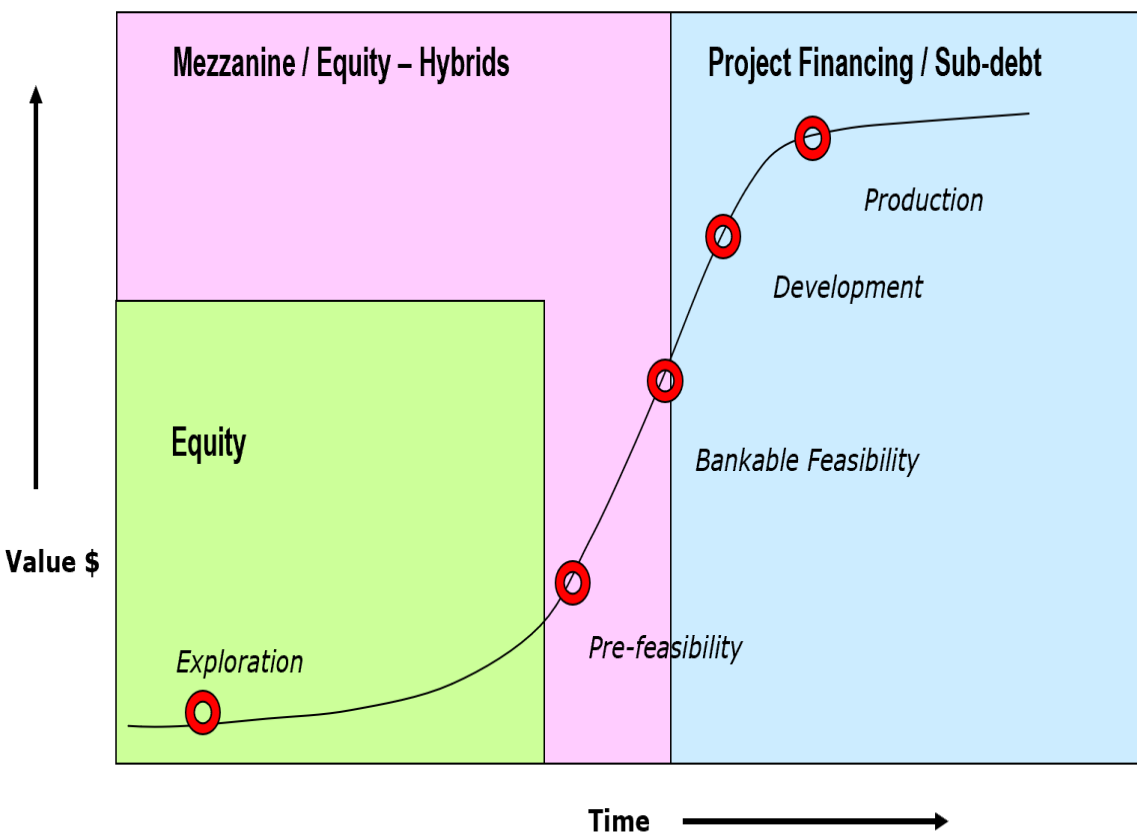 Mezzanine / Equity – Hybrids
Project Financing / Sub-debt
Production
Development
Equity
Bankable Feasibility
Value $
Pre-feasibility
Exploration
Time